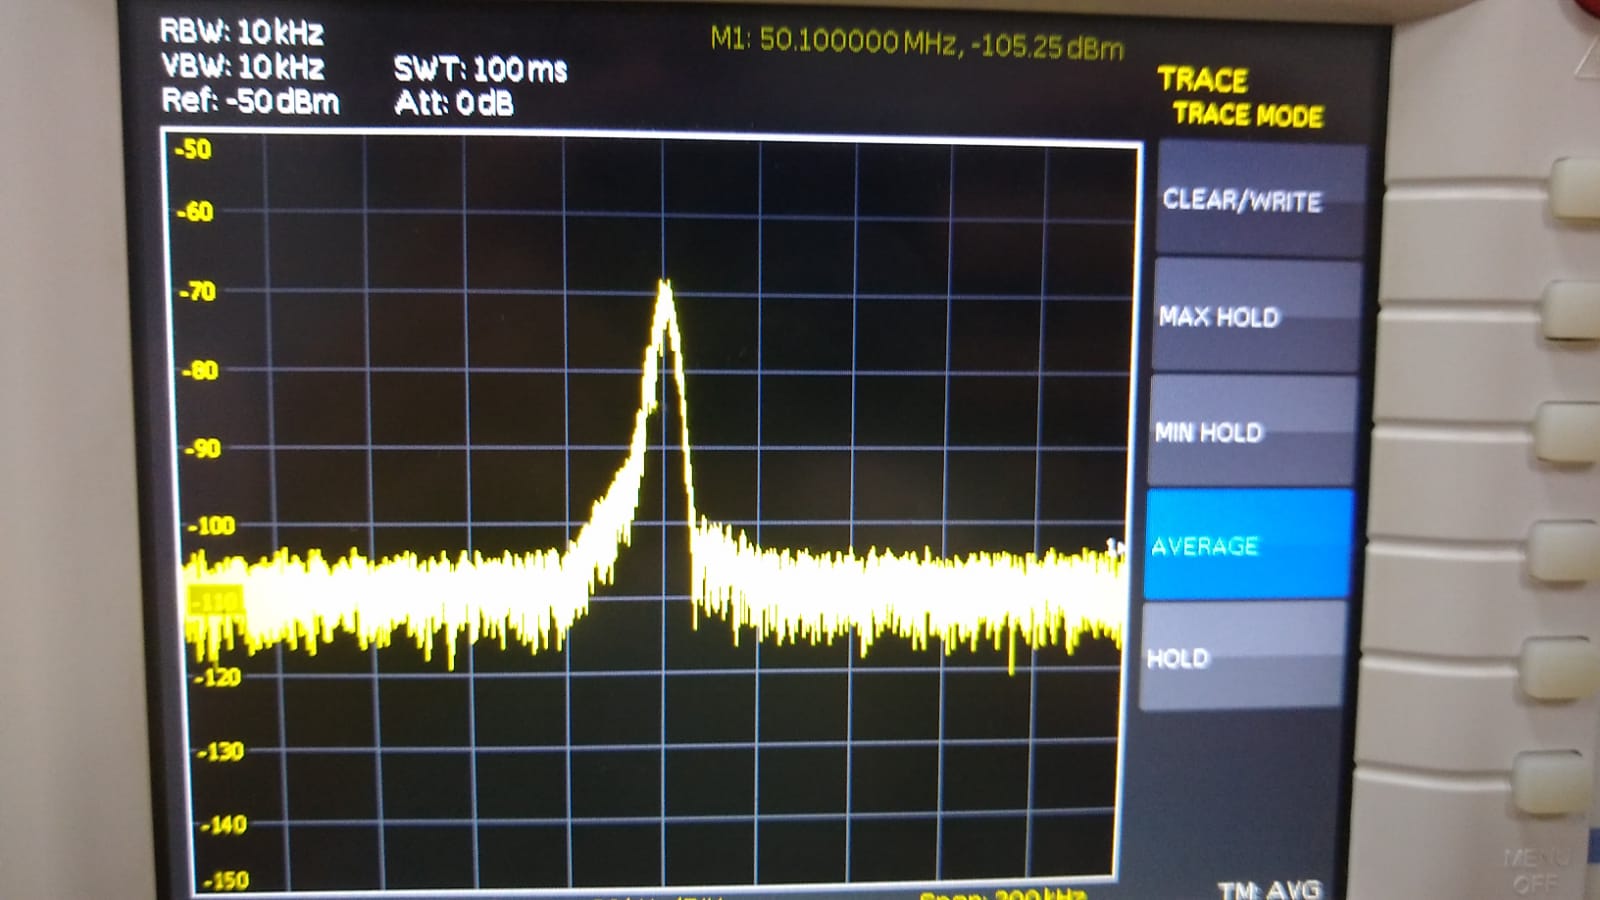 RBW: 10 kHz
VBW: 10 kHz
SWT: 100 ms
Ref: -50 dBm
Att: 0 dB
M1: 50.100000 MHz, -105.25 dBm
TRACE
TRACE MODE
-50
-60
-70
-80
-90
-100
-110
-120
-130
-140
-150
1
CLEAR/WRITE
MAX HOLD
MIN HOLD
AVERAGE
HOLD
Span: 200 kHz
TM: AVG
MENU
OFF